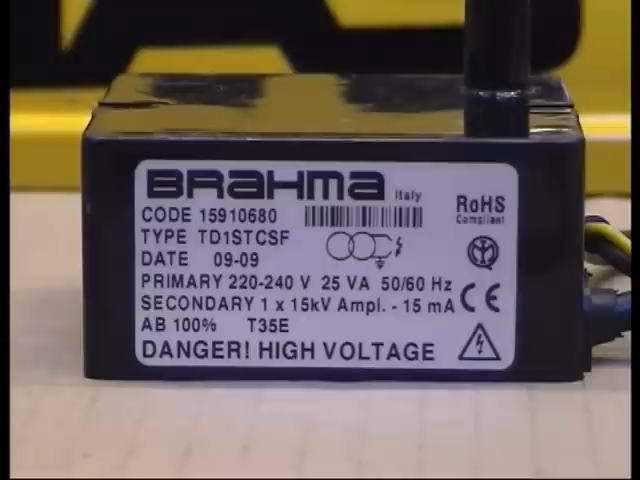 BRAHMA Italy
RoHS
Compliant
CODE 15910680
TYPE TD1STCSF
DATE 09-09
PRIMARY 220-240 V 25 VA 50/60 Hz
SECONDARY 1 x 15kV Ampl. - 15 mA CE
AB 100% T35E
DANGER! HIGH VOLTAGE